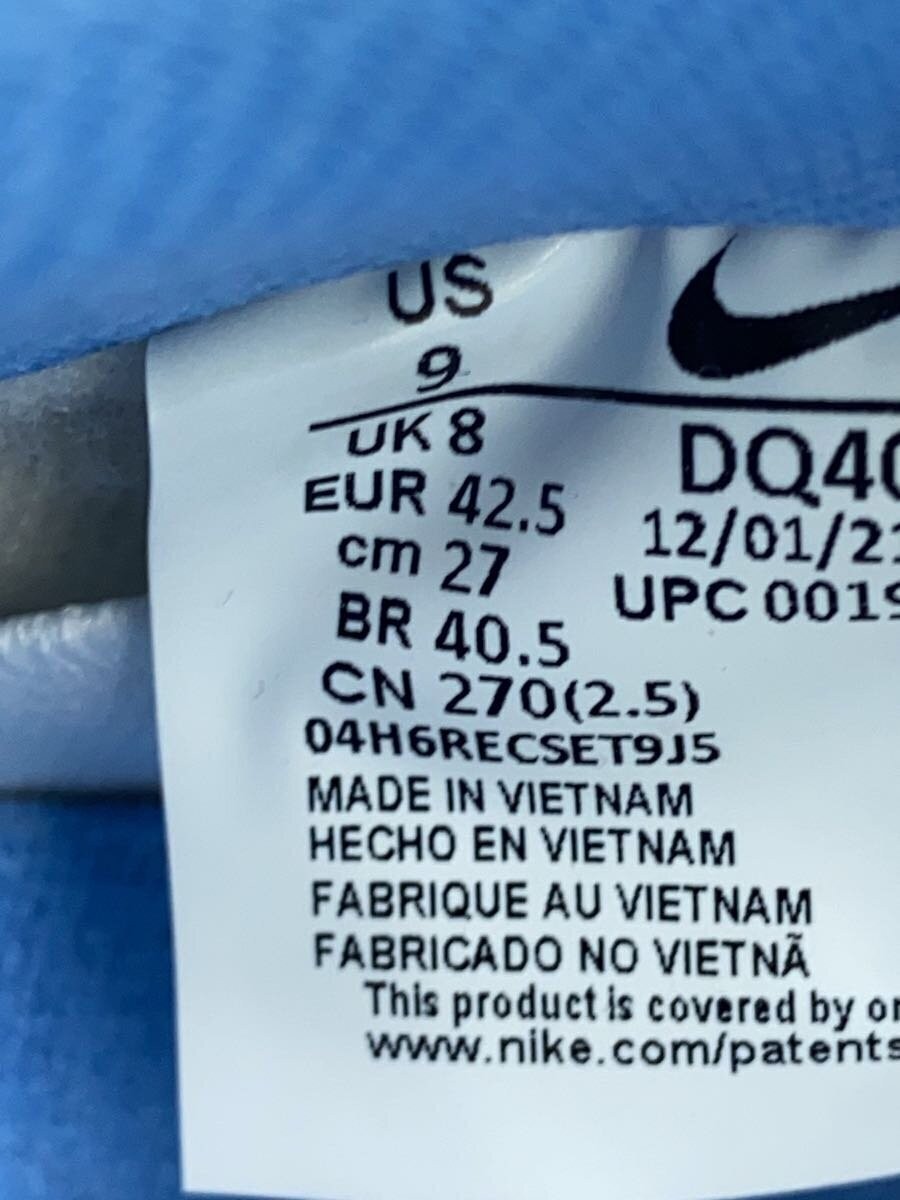 US
9
UK 8
EUR 42.5
cm 27
BR 40.5
CN 270(2.5)
04H6RECSET9J5
MADE IN VIETNAM
HECHO EN VIETNAM
FABRIQUE AU VIETNAM
FABRICADO NO VIETNÃ
This product is covered by
www.nike.com/patents
DQ40
12/01/21
UPC 0019